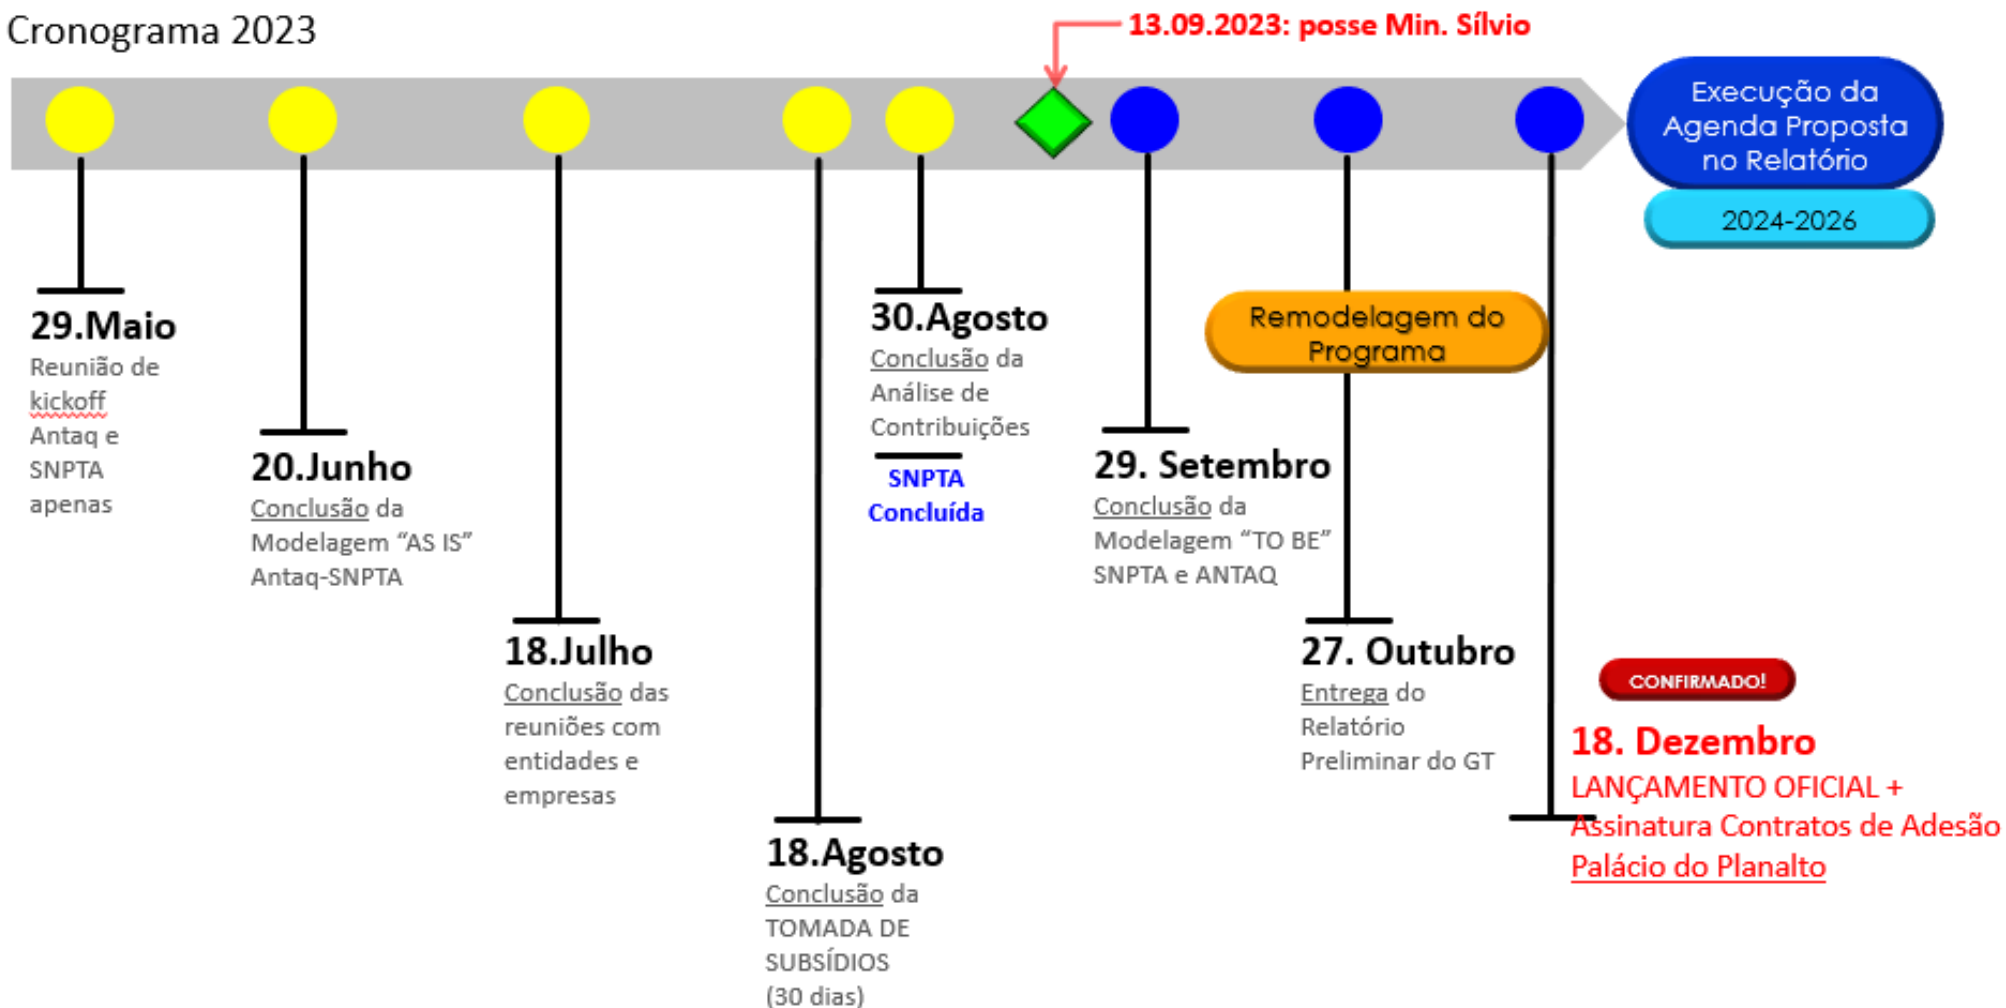 Cronograma 2023
13.09.2023: posse Min. Sílvio
Execução da
Agenda Proposta
no Relatório
2024-2026
29.Maio
Reunião de
kickoff
Antaq e
SNPTA
apenas
20.Junho
Conclusão da
Modelagem “AS IS”
Antaq-SNPTA
18.Julho
Conclusão das
reuniões com
entidades e
empresas
18.Agosto
Conclusão da
TOMADA DE
SUBSÍDIOS
(30 dias)
30.Agosto
Conclusão da
Análise de
Contribuições
SNPTA
Concluída
29. Setembro
Conclusão da
Modelagem “TO BE”
SNPTA e ANTAQ
Remodelagem do
Programa
27. Outubro
Entrega do
Relatório
Preliminar do GT
CONFIRMADO!
18. Dezembro
LANÇAMENTO OFICIAL +
Assinatura Contratos de Adesão
Palácio do Planalto